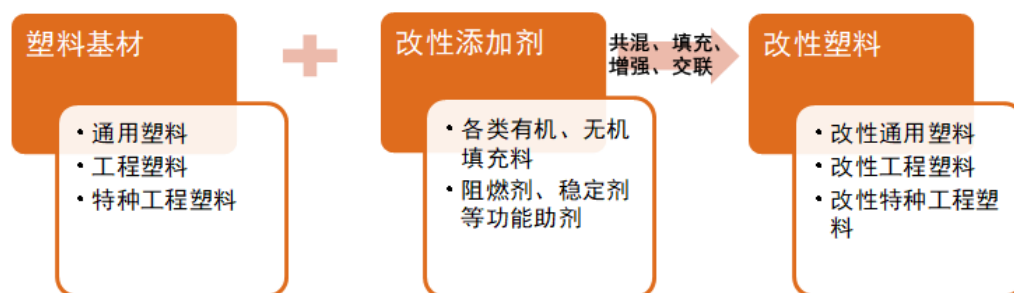 塑料基材
• 通用塑料
• 工程塑料
• 特种工程塑料
改性添加剂
• 各类有机、无机
填充料
• 阻燃剂、稳定剂
等功能助剂
共混、填充、
增强、交联
改性塑料
• 改性通用塑料
• 改性工程塑料
• 改性特种工程塑
料